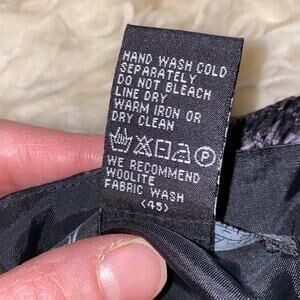 HAND WASH COLD
SEPARATELY
DO NOT BLEACH
LINE DRY
WARM IRON OR
DRY CLEAN
P
WE RECOMMEND
WOOLITE
FABRIC WASH
<45>